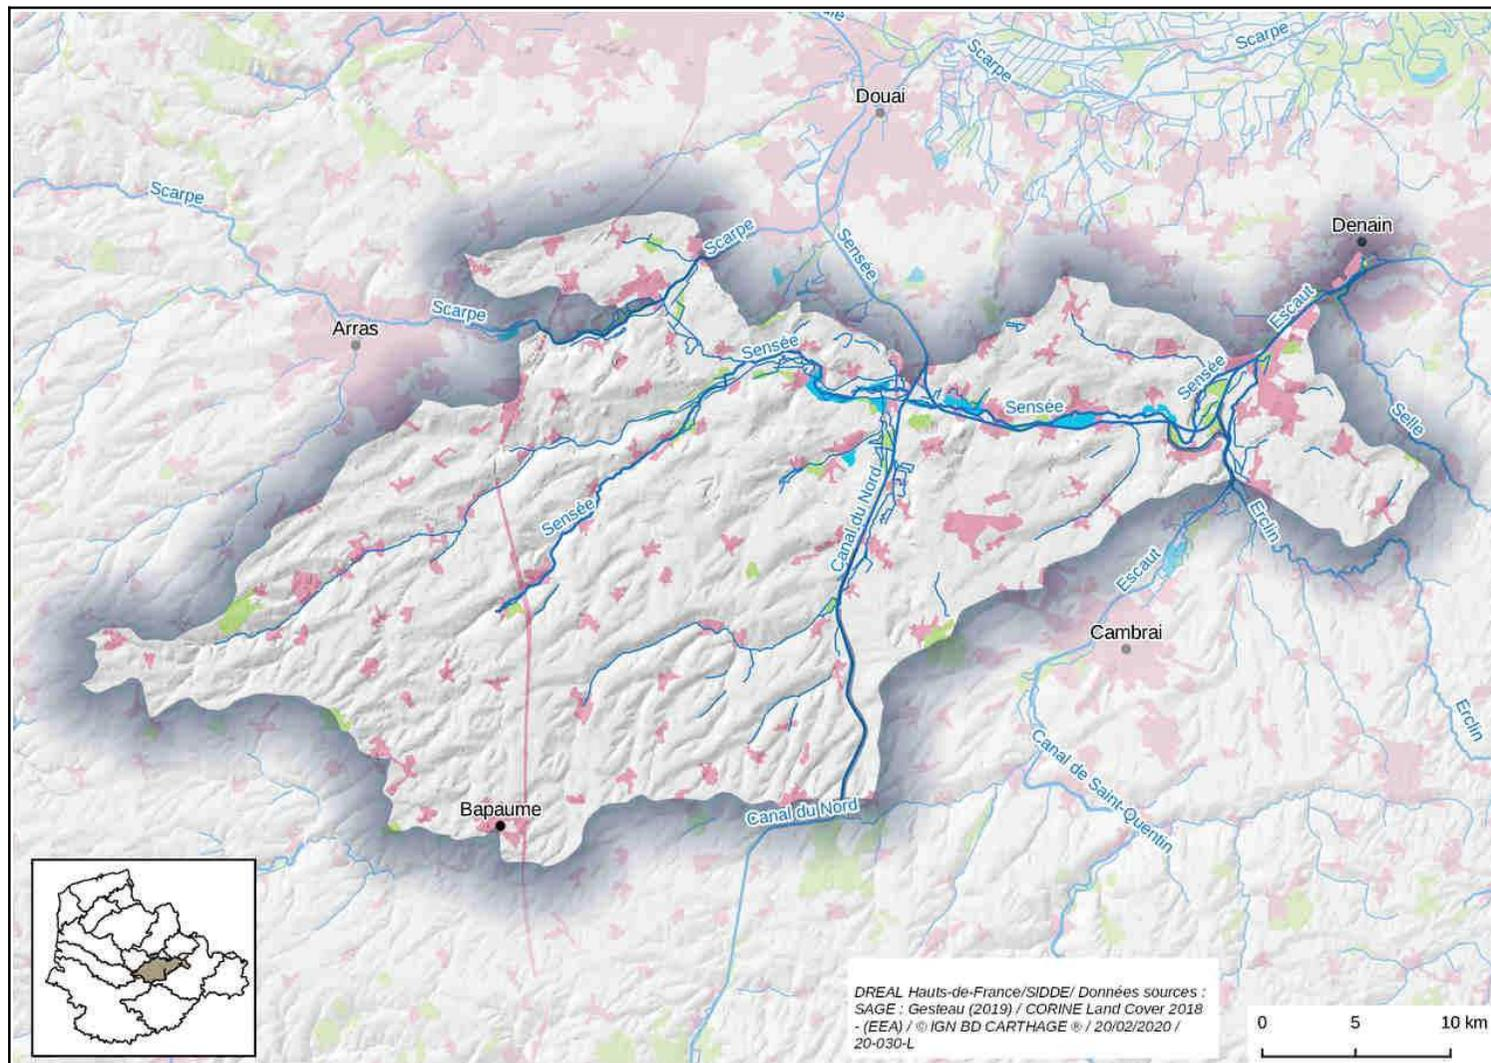 ule
Scarpe
Scarpe
Douai
Scarpe
Denain
Scarpe
Sensée
Escaut
Scarpe
Arras
Sensée
Sensée
Sensée
Selle
Sensée
Canal du Nord
Erclin
Escaut
Cambrai
Erclin
Canal de Saint-Quentin
Bapaume
Canal du Nord
DREAL Hauts-de-France/SIDDE/ Données sources :
SAGE : Gesteau (2019) / CORINE Land Cover 2018
- (EEA) / © IGN BD CARTHAGE ® / 20/02/2020 /
20-030-L
0 5 10 km